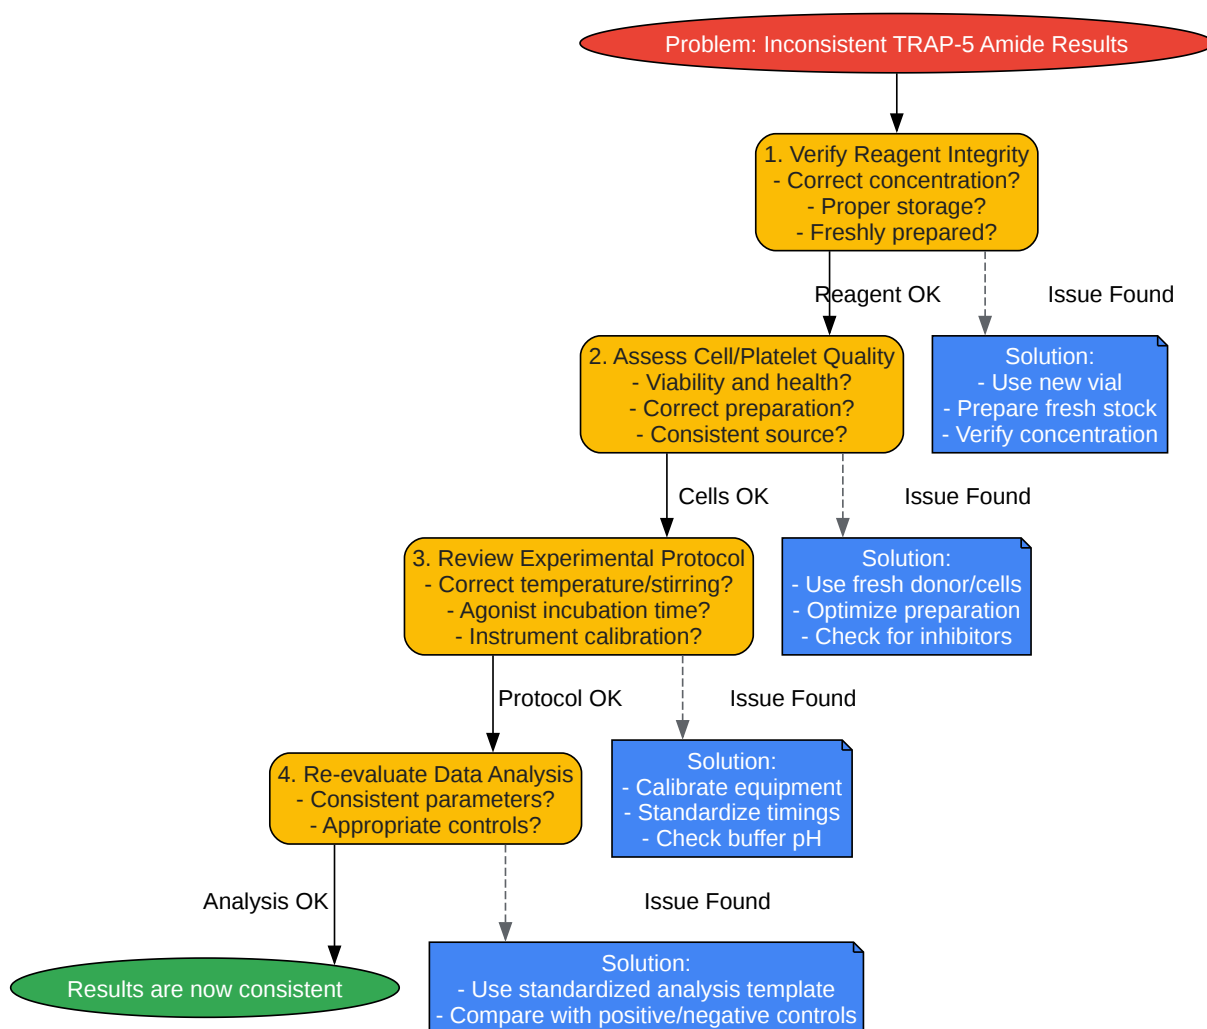 Problem: Inconsistent TRAP-5 Amide Results
1. Verify Reagent Integrity
- Correct concentration?
- Proper storage?
- Freshly prepared?
Reagent OK
Issue Found
2. Assess Cell/Platelet Quality
- Viability and health?
- Correct preparation?
- Consistent source?
Solution:
- Use new vial
- Prepare fresh stock
- Verify concentration
Cells OK
Issue Found
3. Review Experimental Protocol
- Correct temperature/stirring?
- Agonist incubation time?
- Instrument calibration?
Solution:
- Use fresh donor/cells
- Optimize preparation
- Check for inhibitors
Protocol OK
Issue Found
4. Re-evaluate Data Analysis
- Consistent parameters?
- Appropriate controls?
Solution:
- Calibrate equipment
- Standardize timings
- Check buffer pH
Analysis OK
Issue Found
Results are now consistent
Solution:
- Use standardized analysis template
- Compare with positive/negative controls